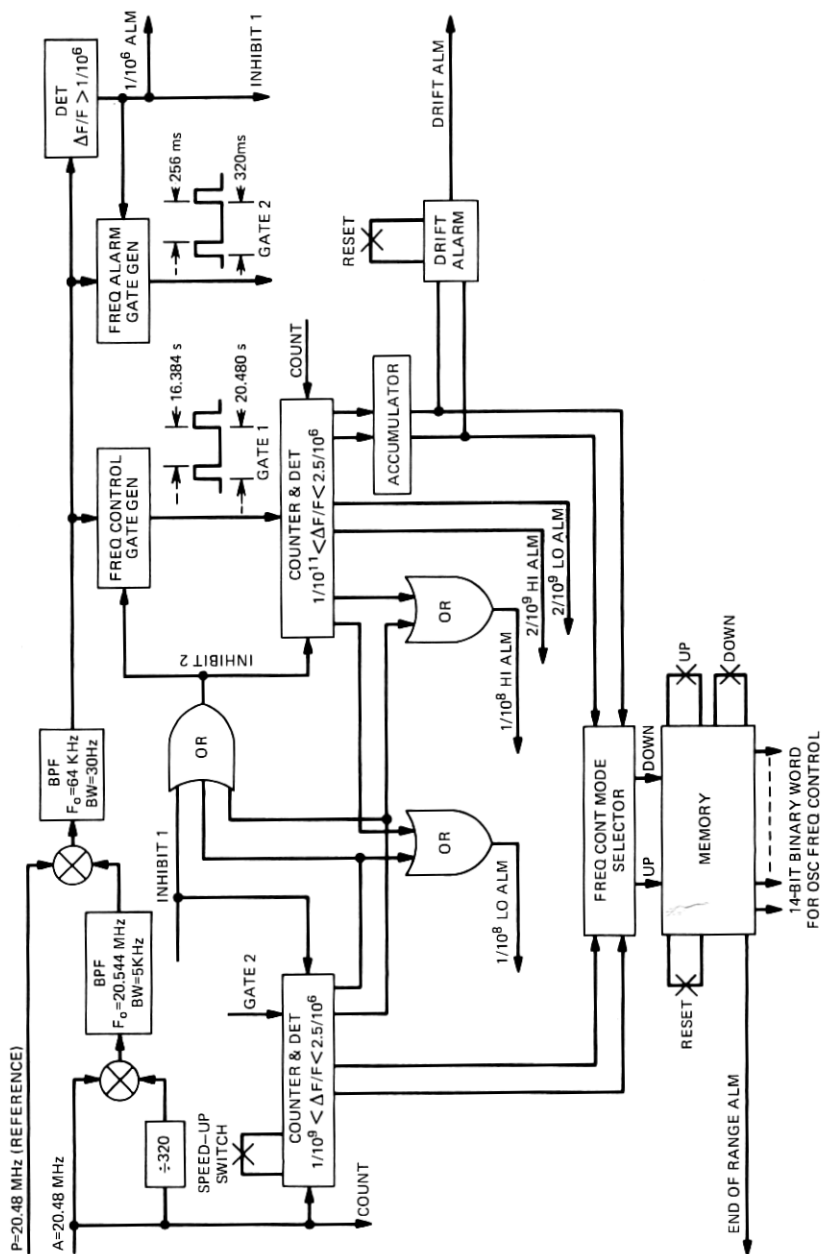 P=20.48 MHz (REFERENCE)
A=20.48 MHz
÷320
BPF
F₀=20.544 MHz
BW=5KHz
BPF
F₀=64 KHz
BW=30Hz
DET
ΔF/F > 1/10⁶
1/10⁶ ALM
INHIBIT 1
FREQ ALARM
GATE GEN
256 ms
320ms
GATE 2
FREQ CONTROL
GATE GEN
16.384 s
20.480 s
GATE 1
INHIBIT 2
OR
INHIBIT 1
SPEED–UP
SWITCH
GATE 2
COUNTER & DET
1/10⁹ < ΔF/F < 2.5/10⁶
COUNT
COUNTER & DET
1/10¹¹ < ΔF/F < 2.5/10⁶
COUNT
ACCUMULATOR
RESET
DRIFT
ALARM
DRIFT ALM
OR
1/10⁸ LO ALM
OR
1/10⁸ HI ALM
2/10⁹ HI ALM
2/10⁹ LO ALM
FREQ CONT MODE
SELECTOR
UP
DOWN
MEMORY
RESET
UP
DOWN
END OF RANGE ALM
14-BIT BINARY WORD
FOR OSC FREQ CONTROL